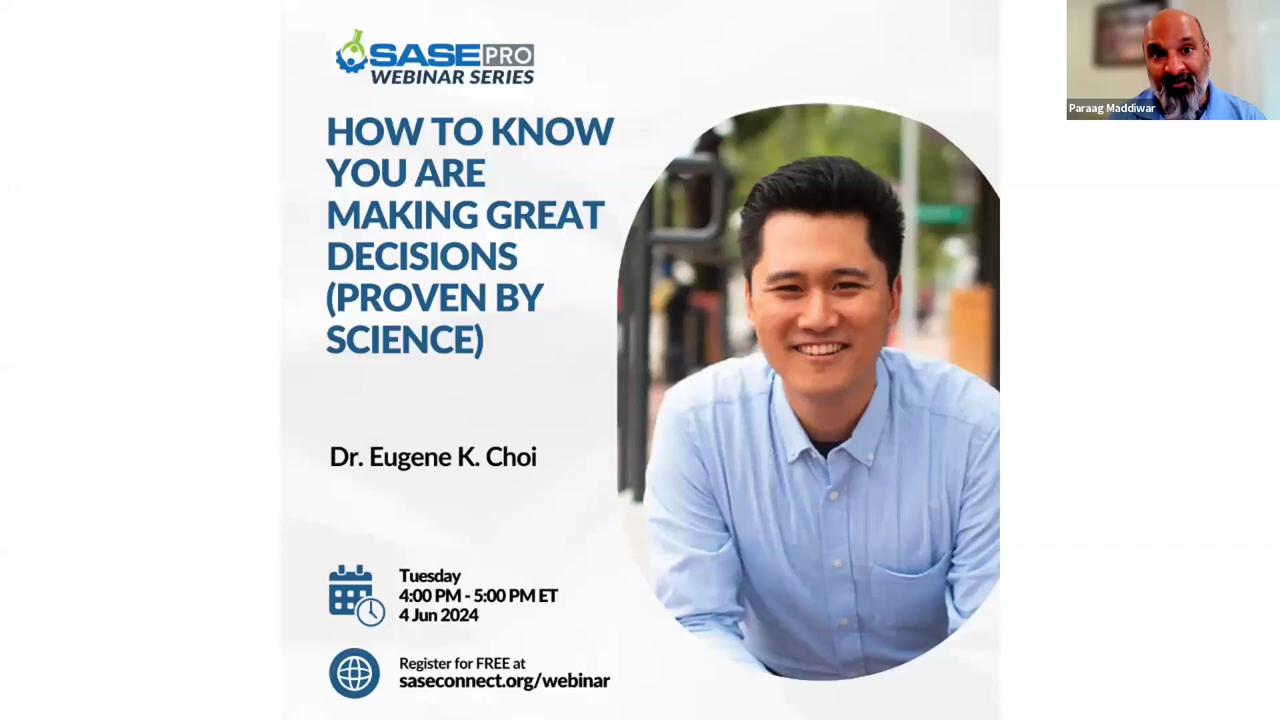 SASE PRO
WEBINAR SERIES
HOW TO KNOW
YOU ARE
MAKING GREAT
DECISIONS
(PROVEN BY
SCIENCE)
Dr. Eugene K. Choi
Tuesday
4:00 PM - 5:00 PM ET
4 Jun 2024
Register for FREE at
saseconnect.org/webinar
Paraag Maddiwar